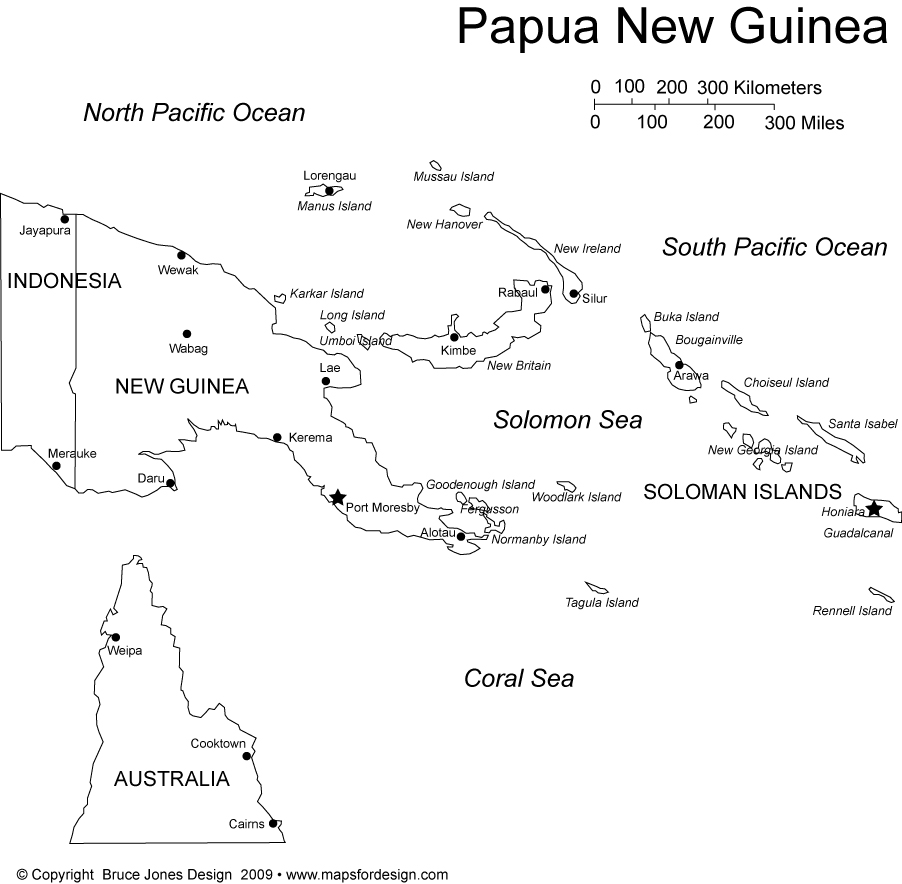 Papua New Guinea
0 100 200 300 Kilometers
0 100 200 300 Miles
North Pacific Ocean
Lorengau
Manus Island
Mussau Island
New Hanover
New Ireland
South Pacific Ocean
Jayapura
INDONESIA
Wewak
Karkar Island
Rabaul
Silur
Long Island
Umboi Island
Buka Island
Bougainville
Wabag
Kimbe
New Britain
Lae
Arawa
Choiseul Island
NEW GUINEA
Solomon Sea
Santa Isabel
Kerema
New Georgia Island
Merauke
Daru
Goodenough Island
Woodlark Island
SOLOMAN ISLANDS
Port Moresby
Fergusson
Honiara
Alotau
Normanby Island
Guadalcanal
Tagula Island
Rennell Island
Weipa
Coral Sea
Cooktown
AUSTRALIA
Cairns
© Copyright Bruce Jones Design 2009 • www.mapsfordesign.com